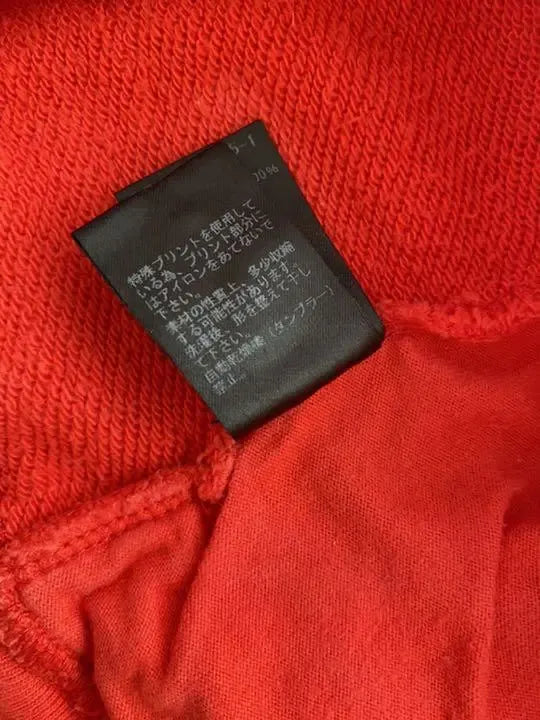 5-1
00%
特殊プリントを使用して
いる為、プリント部分に
はアイロンをあてないで
下さい。
素材の性質上、多少収縮
する可能性があります。
洗濯後、形を整えて干し
て下さい。
自動乾燥機(タンブラー)
禁止。